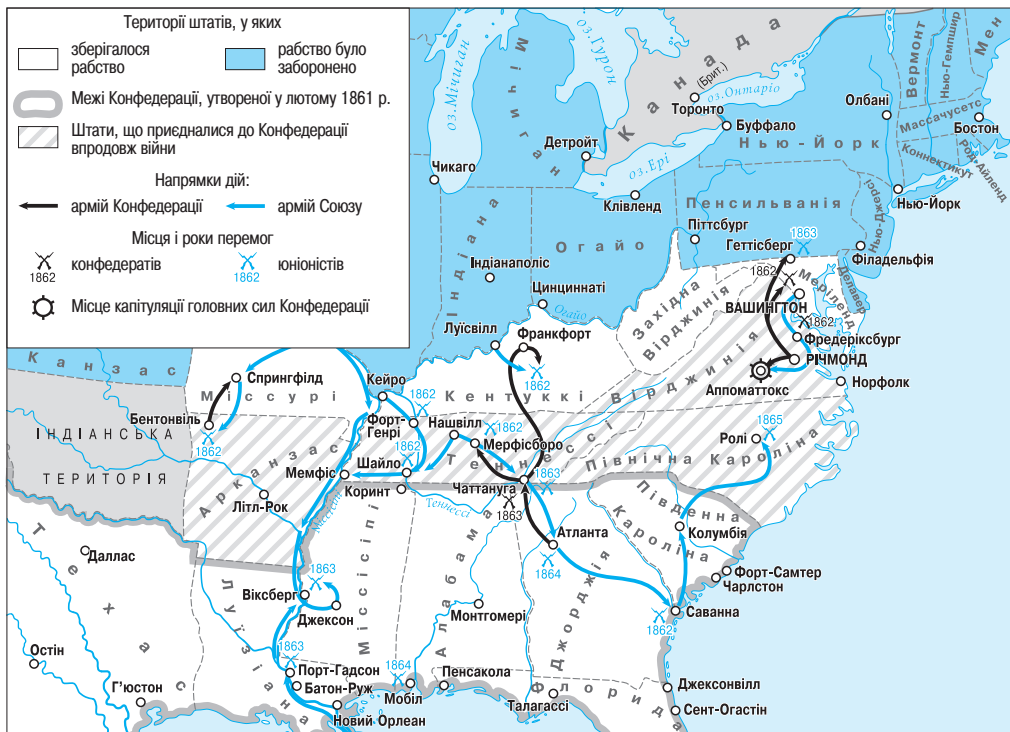 Території штатів, у яких
зберігалося
рабство
рабство було
заборонено
Межі Конфедерації, утвореної у лютому 1861 р.
Штати, що приєдналися до Конфедерації
впродовж війни
Напрямки дій:
армій Конфедерації
армій Союзу
Місця і роки перемог
1862
конфедератів
1862
юніоністів
Місце капітуляції головних сил Конфедерації
оз.Мічиган
Мічиган
оз.Гурон
Канада
(Брит.)
Торонто
оз.Онтаріо
Буффало
Олбані
Вермонт
Нью-Гемпшир
Мен
Массачусетс
Бостон
Коннектикут
Род-Айленд
Нью-Йорк
Нью-Йорк
Детройт
оз.Ері
Чикаго
Клівленд
Пенсильванія
Піттсбург
Геттісберг
1863
Нью-Джерсі
Філадельфія
Делавер
Меріленд
Індіана
Індіанаполіс
Огайо
Цинциннаті
Огайо
Західна
Вірджинія
1862
ВАШИНГТОН
1862
Фредеріксбург
РІЧМОНД
Аппоматтокс
Норфолк
Вірджинія
Луїсвілл
Франкфорт
1862
Кентуккі
Канзас
Спрингфілд
Міссурі
Бентонвіль
1862
Кейро
1862
Форт-
Генрі
Нашвілл
1862
Мерфісборо
1862
Шайло
Теннессі
Мемфіс
Коринт
Теннессі
Чаттануга
1863
1863
Ролі
1865
Північна Кароліна
ІНДІАНСЬКА
ТЕРИТОРІЯ
Арканзас
Літл-Рок
Міссісіпі
Південна
Кароліна
Колумбія
Форт-Самтер
Чарлстон
Атланта
1864
Техас
Даллас
Луїзіана
1863
Віксберг
Джексон
Міссісіпі
Алабама
Монтгомері
Джорджія
Саванна
1862
Остін
Г'юстон
1863
Порт-Гадсон
Батон-Руж
Новий Орлеан
1864
Мобіл
Пенсакола
Талагассі
Флорида
Джексонвілл
Сент-Огастін